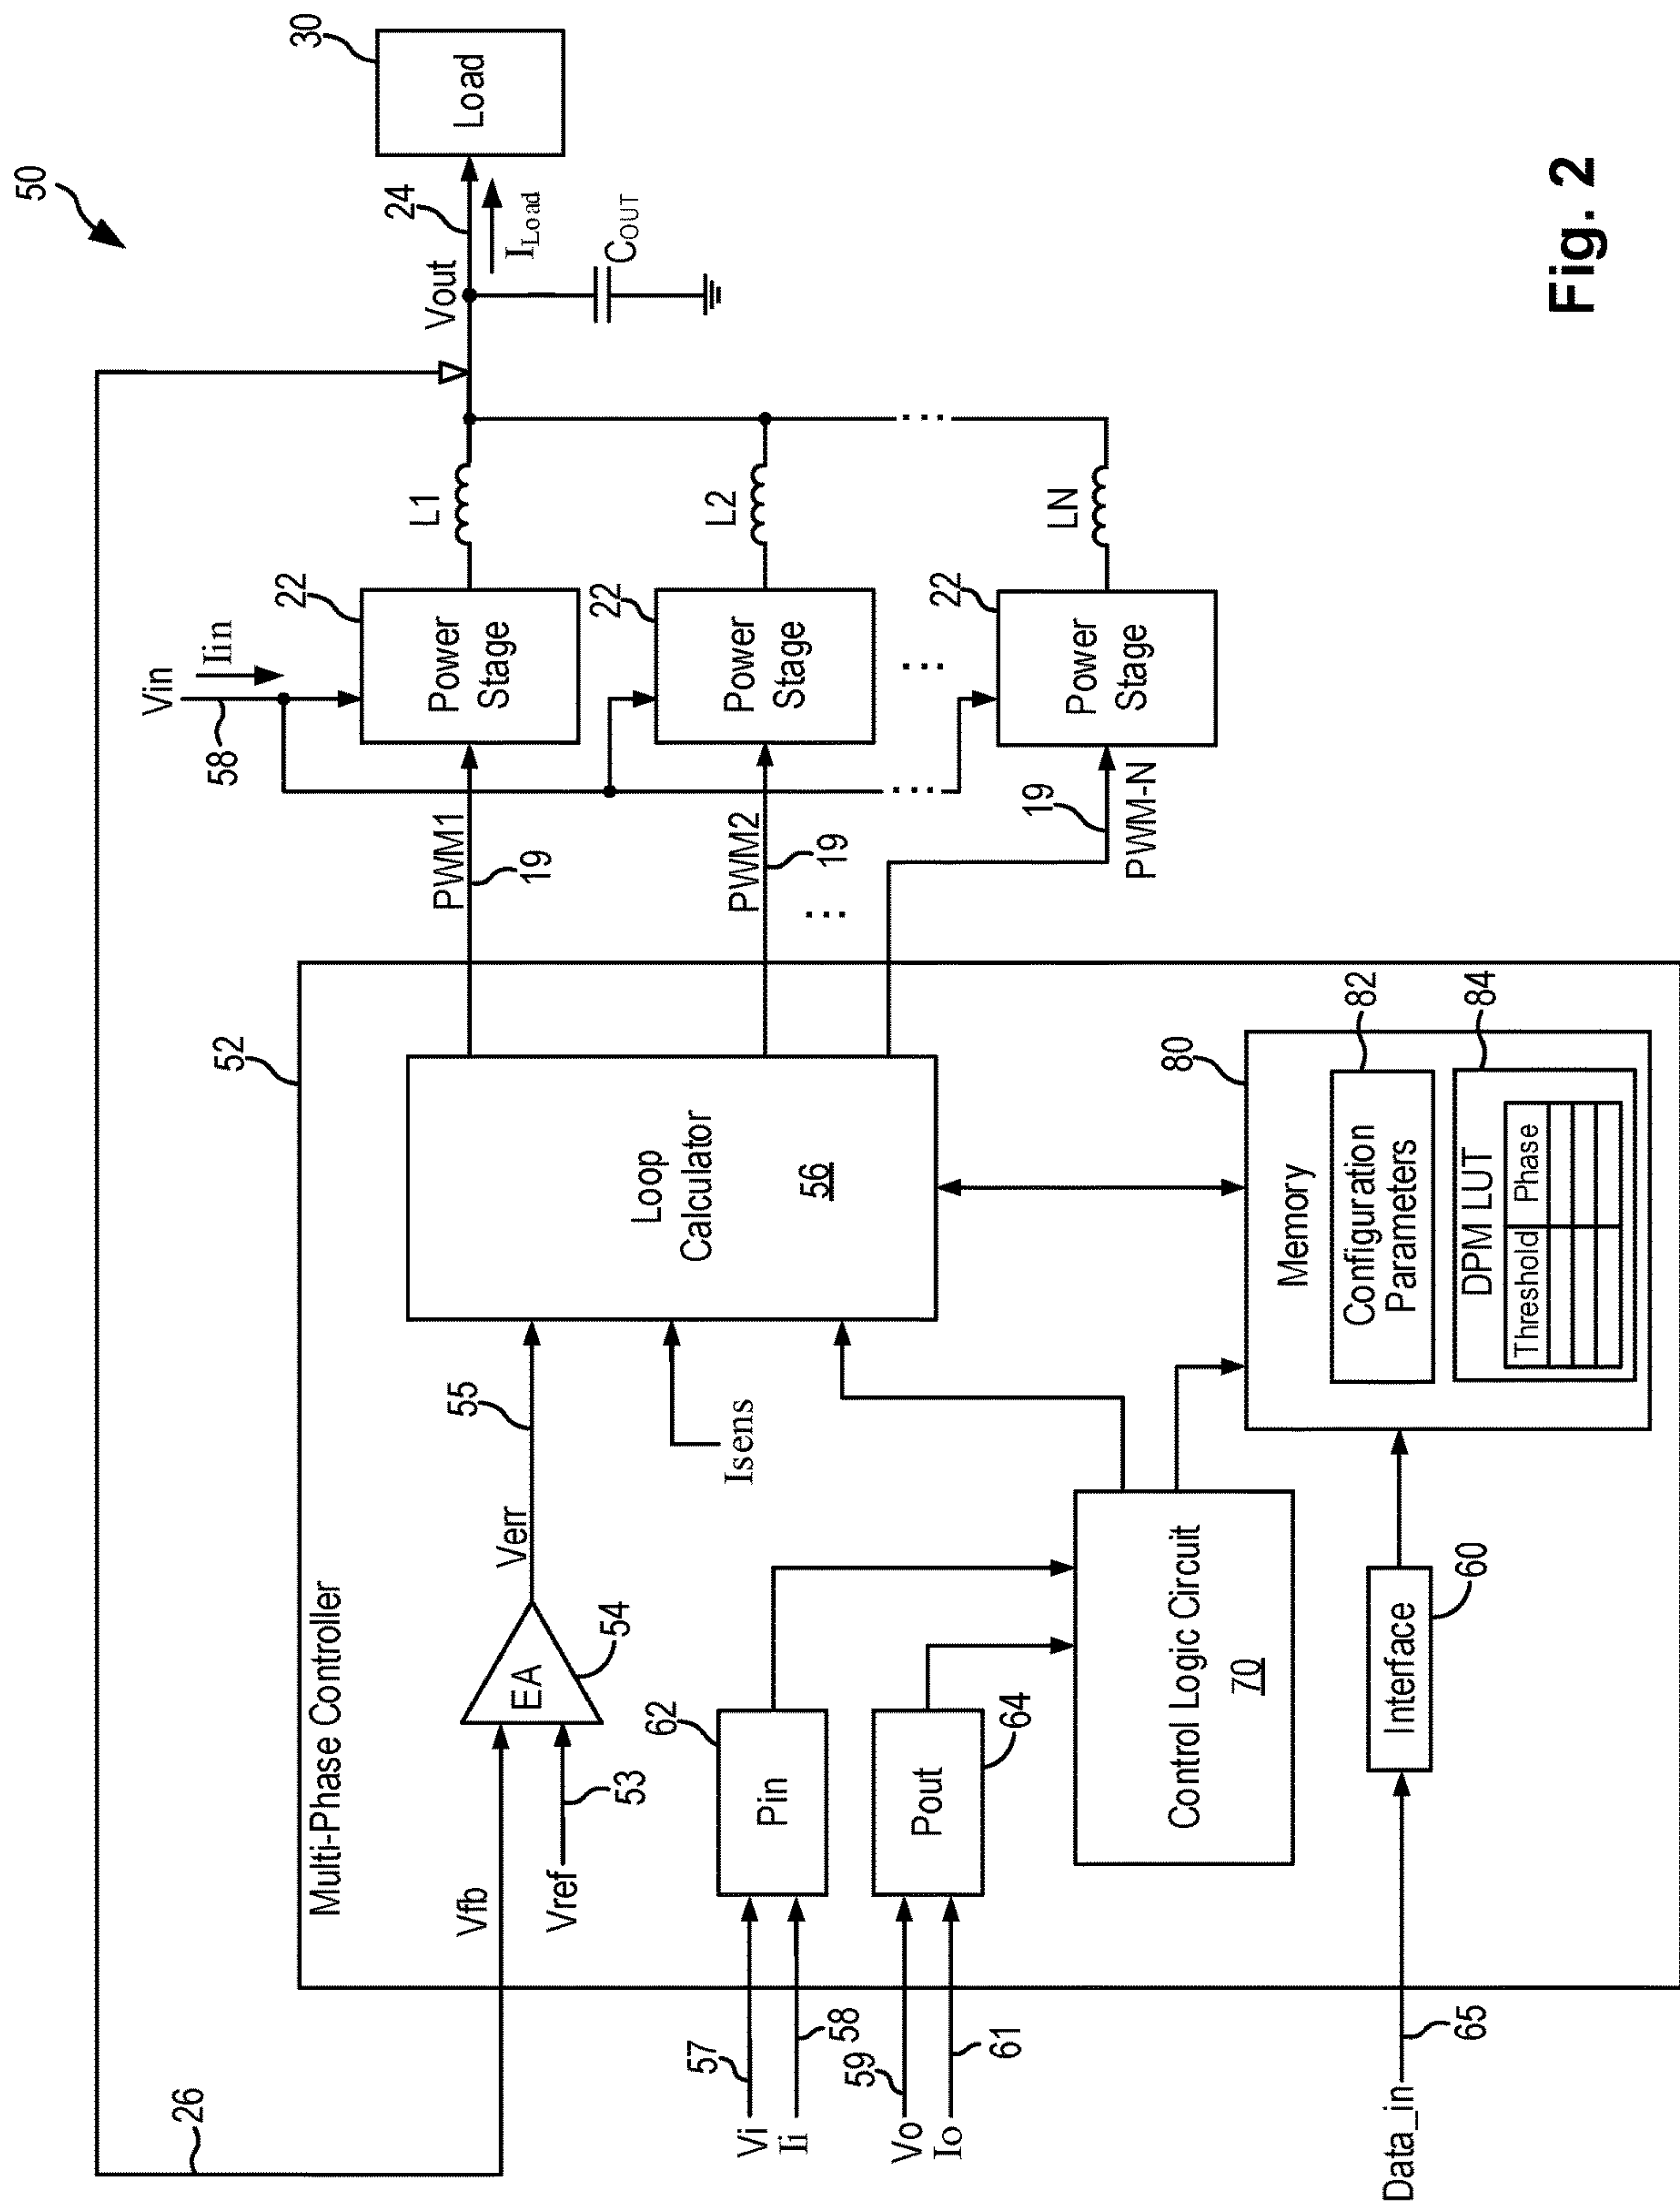 50
26
Vin
Iin
58
22
Power
Stage
L1
Vout
24
I_Load
C_OUT
30
Load
52
Multi-Phase Controller
Vfb
Vref
53
EA
54
Verr
55
Isens
Loop
Calculator
56
PWM1
19
PWM2
19
...
PWM-N
19
22
Power
Stage
L2
...
...
...
22
Power
Stage
LN
Vi
57
Ii
58
62
Pin
Vo
59
Io
61
Pout
64
Control Logic Circuit
70
Data_in
65
Interface
60
80
Memory
Configuration
Parameters
82
DPM LUT
84
Threshold Phase
Fig. 2